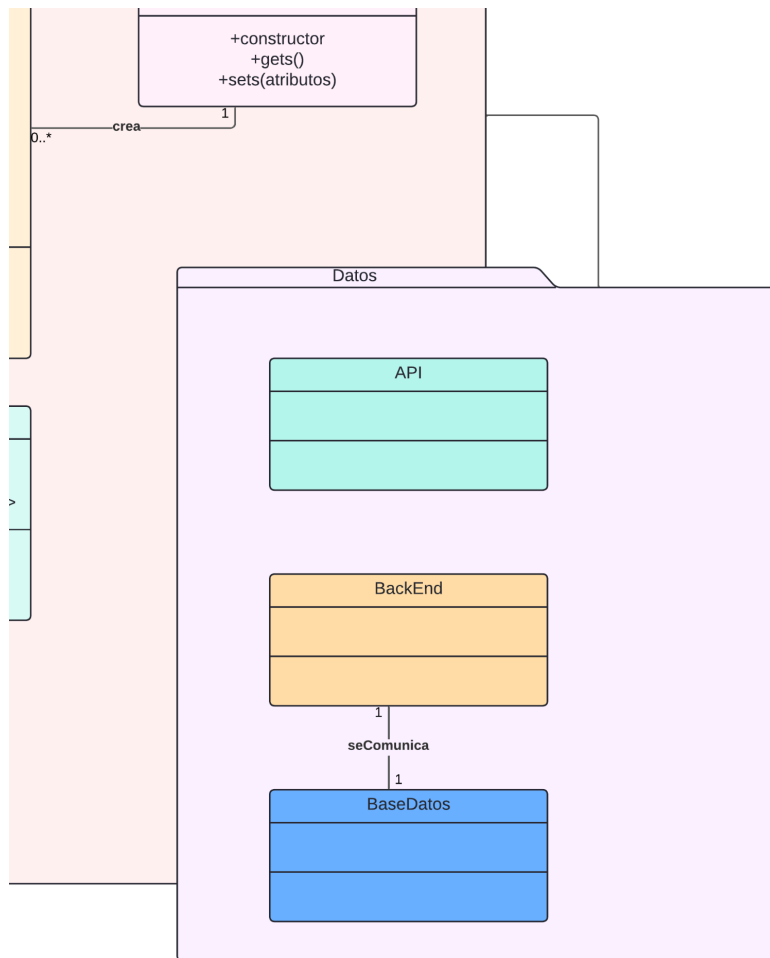 +constructor
+gets()
+sets(atributos)
1
crea
0..*
Datos
API
>
BackEnd
1
seComunica
1
BaseDatos